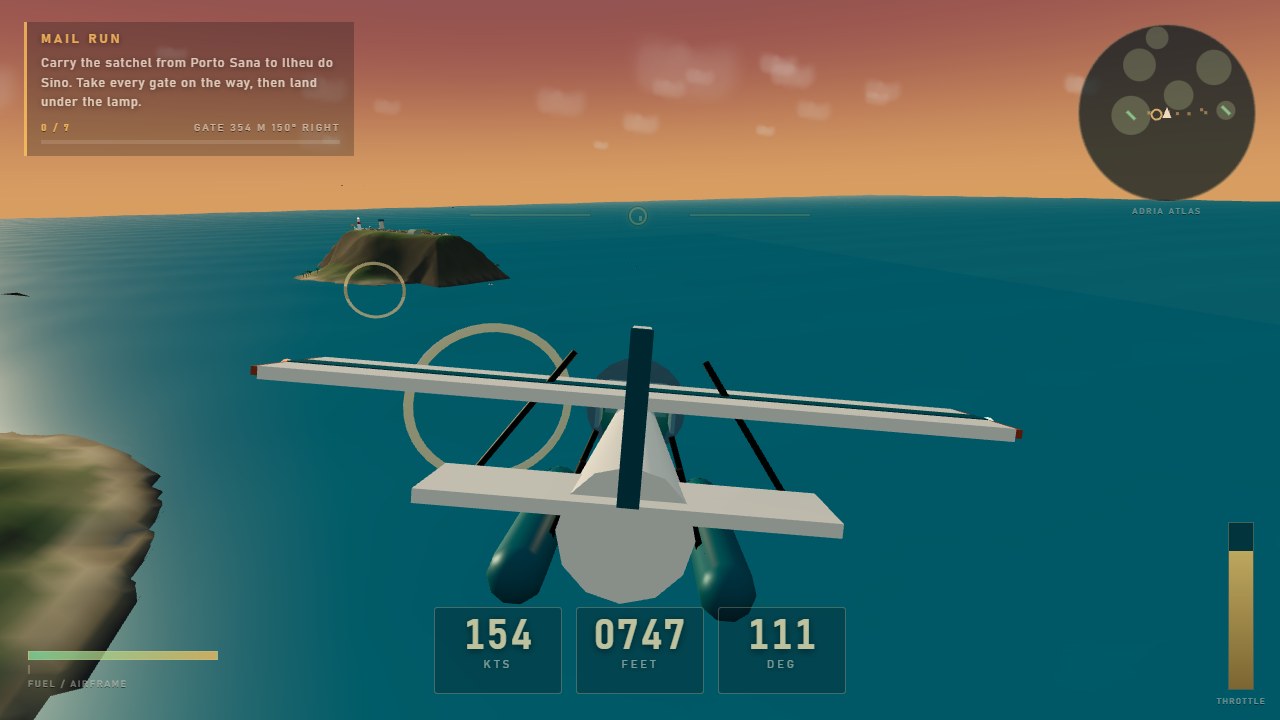 MAIL RUN
Carry the satchel from Porto Sana to Ilheu do
Sino. Take every gate on the way, then land
under the lamp.
0 / 7 GATE 354 M 150° RIGHT
ADRIA ATLAS
154
KTS
0747
FEET
111
DEG
FUEL / AIRFRAME
THROTTLE